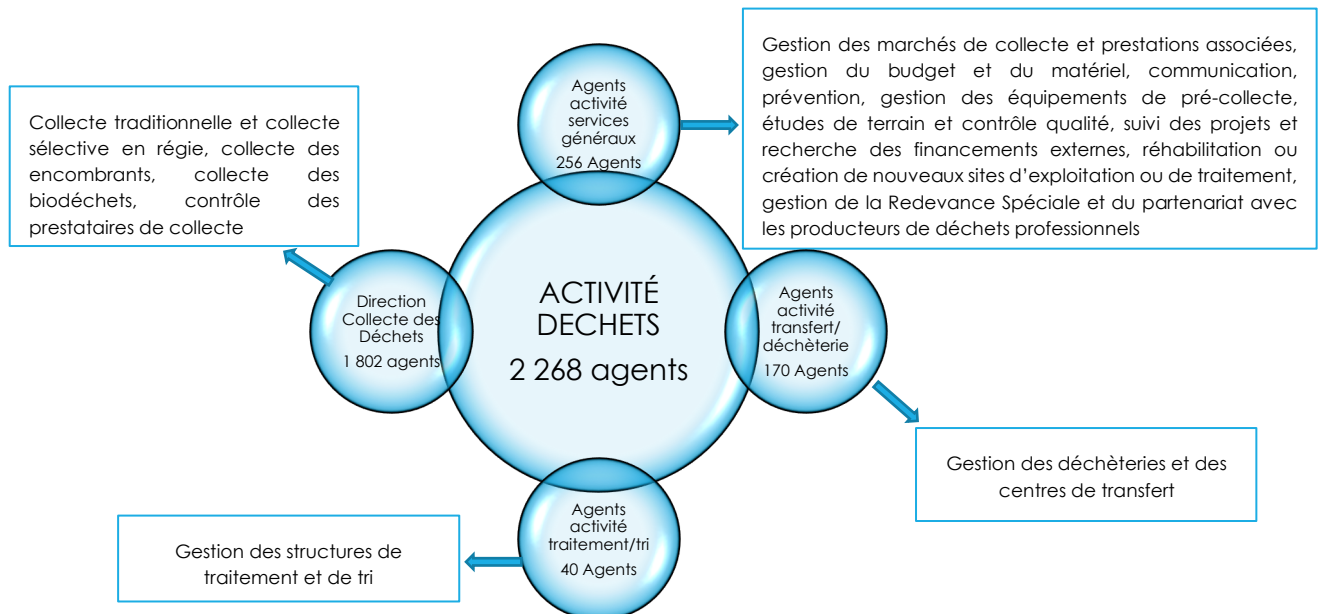 Agents
activité
services
généraux
256 Agents
Gestion des marchés de collecte et prestations associées,
gestion du budget et du matériel, communication,
prévention, gestion des équipements de pré-collecte,
études de terrain et contrôle qualité, suivi des projets et
recherche des financements externes, réhabilitation ou
création de nouveaux sites d'exploitation ou de traitement,
gestion de la Redevance Spéciale et du partenariat avec
les producteurs de déchets professionnels
Collecte traditionnelle et collecte
sélective en régie, collecte des
encombrants, collecte des
biodéchets, contrôle des
prestataires de collecte
Direction
Collecte des
Déchets
1 802 agents
ACTIVITÉ
DECHETS
2 268 agents
Agents
activité
transfert/
déchèterie
170 Agents
Gestion des déchèteries et des
centres de transfert
Agents
activité
traitement/tri
40 Agents
Gestion des structures de
traitement et de tri